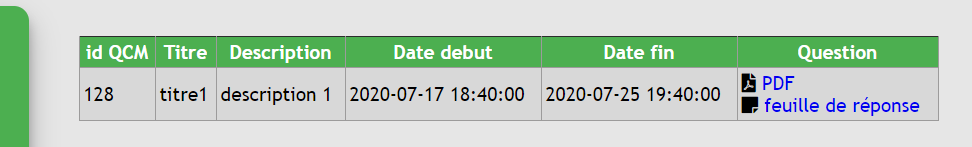 id QCM Titre Description Date debut Date fin Question
128 titre1 description 1 2020-07-17 18:40:00 2020-07-25 19:40:00 PDF
feuille de réponse